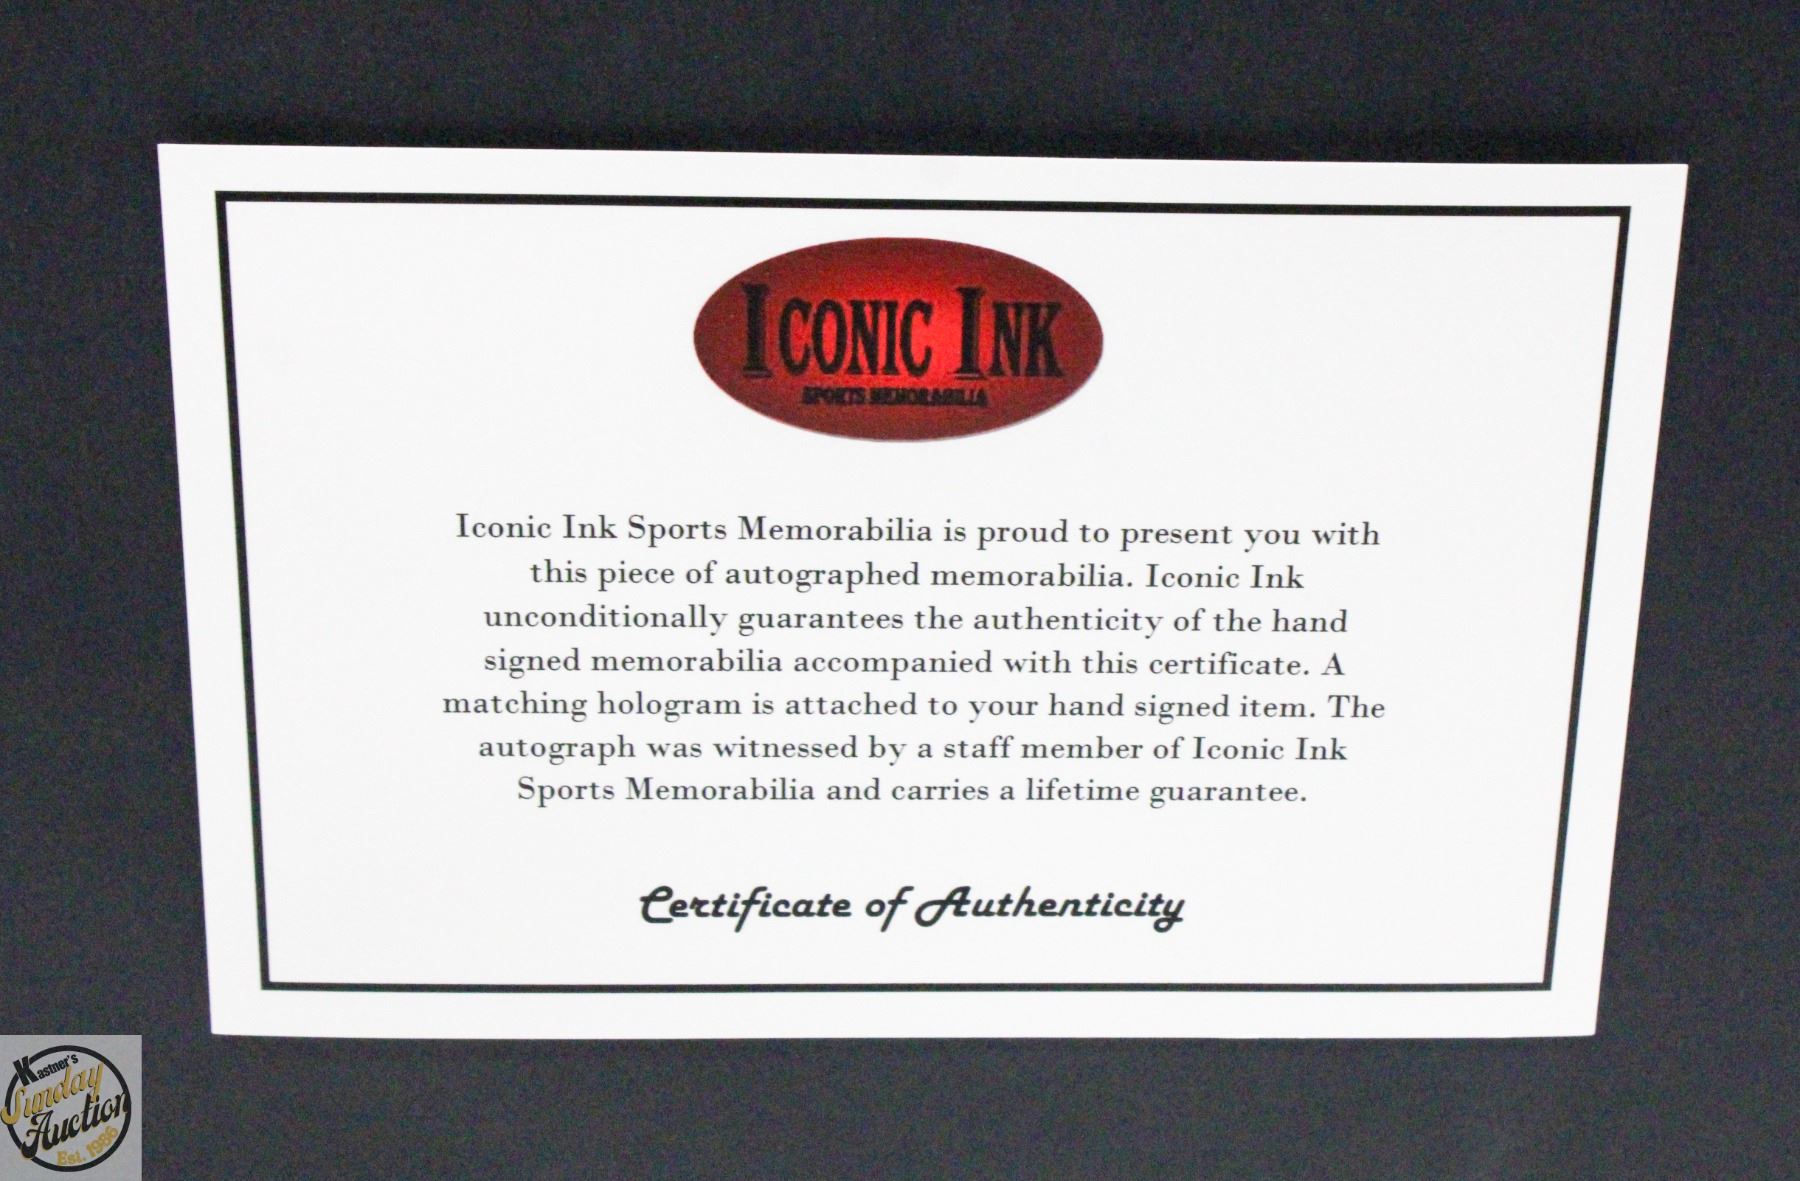 ICONIC INK
SPORTS MEMORABILIA
Iconic Ink Sports Memorabilia is proud to present you with
this piece of autographed memorabilia. Iconic Ink
unconditionally guarantees the authenticity of the hand
signed memorabilia accompanied with this certificate. A
matching hologram is attached to your hand signed item. The
autograph was witnessed by a staff member of Iconic Ink
Sports Memorabilia and carries a lifetime guarantee.
Certificate of Authenticity
Kastner's
Sunday
Auction
Est. 1986